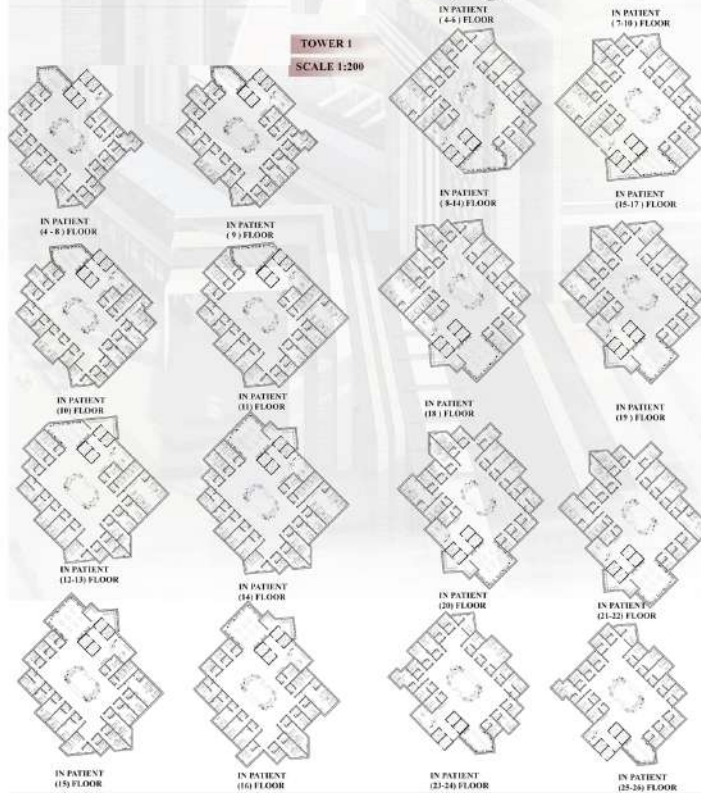 IN PATIENT
( 4-6 ) FLOOR
IN PATIENT
( 7-10 ) FLOOR
TOWER 1
SCALE 1:200
IN PATIENT
( 8-14) FLOOR
IN PATIENT
(15-17 ) FLOOR
IN PATIENT
(4 - 8 ) FLOOR
IN PATIENT
( 9 ) FLOOR
IN PATIENT
(10) FLOOR
IN PATIENT
(11) FLOOR
IN PATIENT
(18 ) FLOOR
IN PATIENT
(19 ) FLOOR
IN PATIENT
(12-13) FLOOR
IN PATIENT
(14) FLOOR
IN PATIENT
(20) FLOOR
IN PATIENT
(21-22) FLOOR
IN PATIENT
(15) FLOOR
IN PATIENT
(16) FLOOR
IN PATIENT
(23-24) FLOOR
IN PATIENT
(25-26) FLOOR